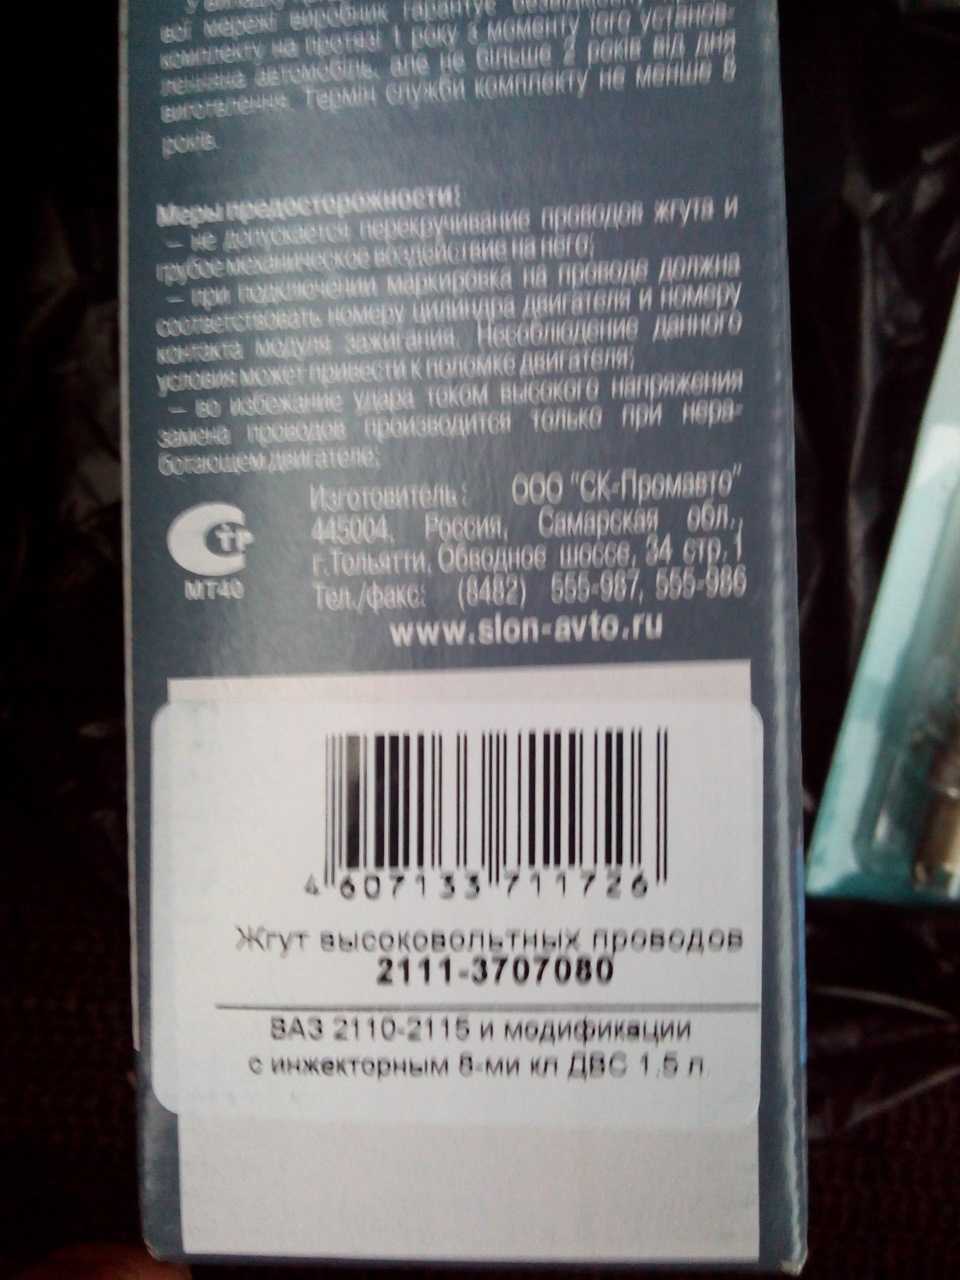 вої мережі виробник гарантує
комплекту на протязі 1 року з моменту його установ-
лення на автомобіль, але не більше 2 років від дня
виготовлення. Термін служби комплекту не менше 8
років.
Меры предосторожности:
– не допускается перекручивание проводов жгута и
грубое механическое воздействие на него;
– при подключении маркировка на проводе должна
соответствовать номеру цилиндра двигателя и номеру
контакта модуля зажигания. Несоблюдение данного
условия может привести к поломке двигателя;
– во избежание удара током высокого напряжения
замена проводов производится только при нера-
ботающем двигателе;
Изготовитель: ООО "СК-Промавто"
445004, Россия, Самарская обл.,
г.Тольятти, Обводное шоссе, 34 стр.1
Тел./факс: (8482) 555-987, 555-986
www.slon-avto.ru
СТР
МТ40
4 607133 711726
Жгут высоковольтных проводов
2111-3707080
ВАЗ 2110-2115 и модификации
с инжекторным 8-ми кл ДВС 1,5 л.